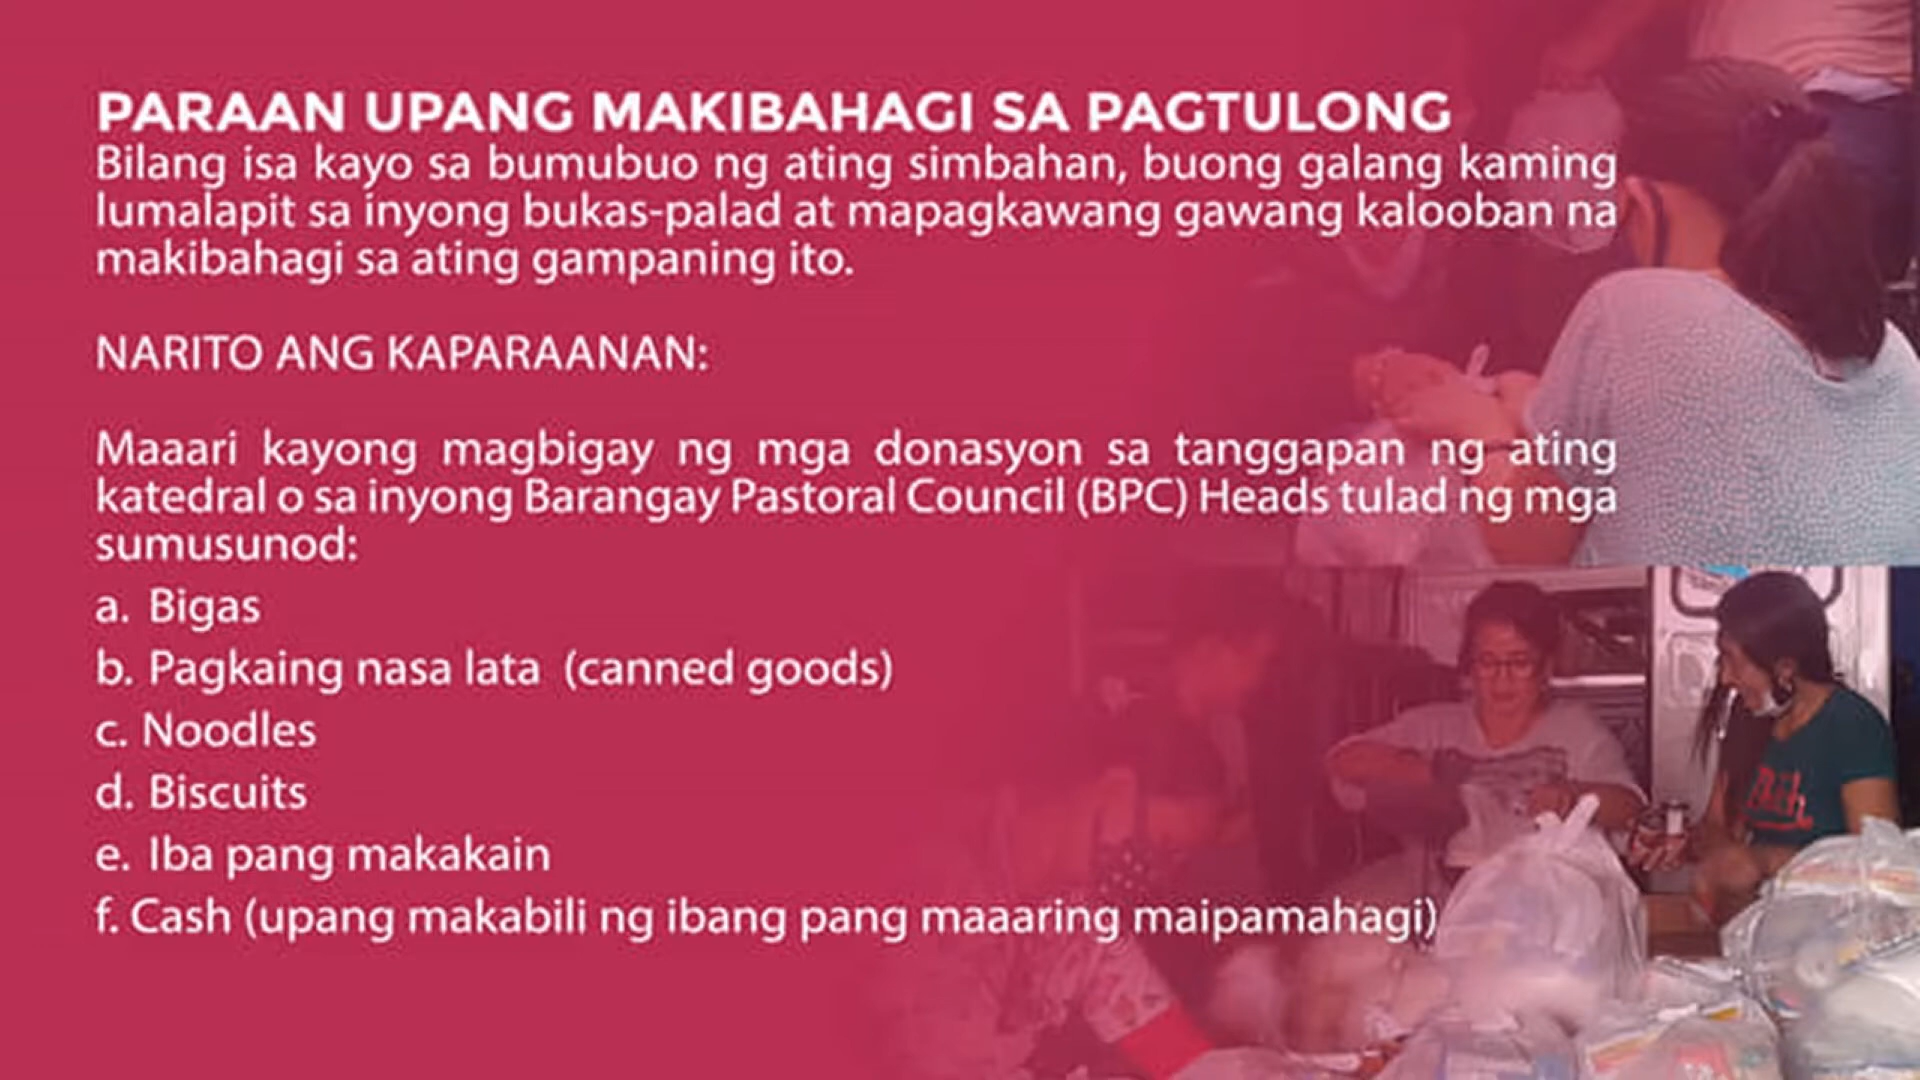 PARAAN UPANG MAKIBAHAGI SA PAGTULONG
Bilang isa kayo sa bumubuo ng ating simbahan, buong galang kaming
lumalapit sa inyong bukas-palad at mapagkawang gawang kalooban na
makibahagi sa ating gampaning ito.
NARITO ANG KAPARAANAN:
Maaari kayong magbigay ng mga donasyon sa tanggapan ng ating
katedral o sa inyong Barangay Pastoral Council (BPC) Heads tulad ng mga
sumusunod:
a. Bigas
b. Pagkaing nasa lata (canned goods)
c. Noodles
d. Biscuits
e. Iba pang makakain
f. Cash (upang makabili ng ibang pang maaaring maipamahagi)